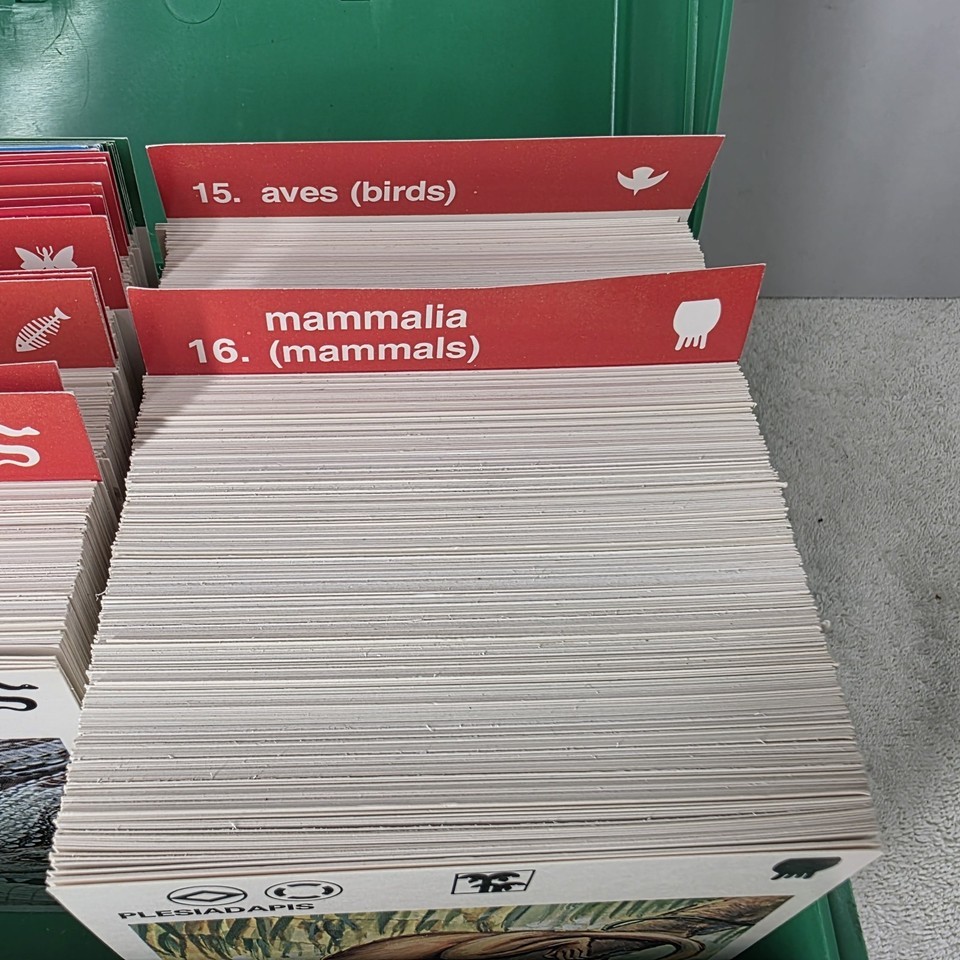 15. aves (birds)
mammalia
16. (mammals)
PLESIADAPIS